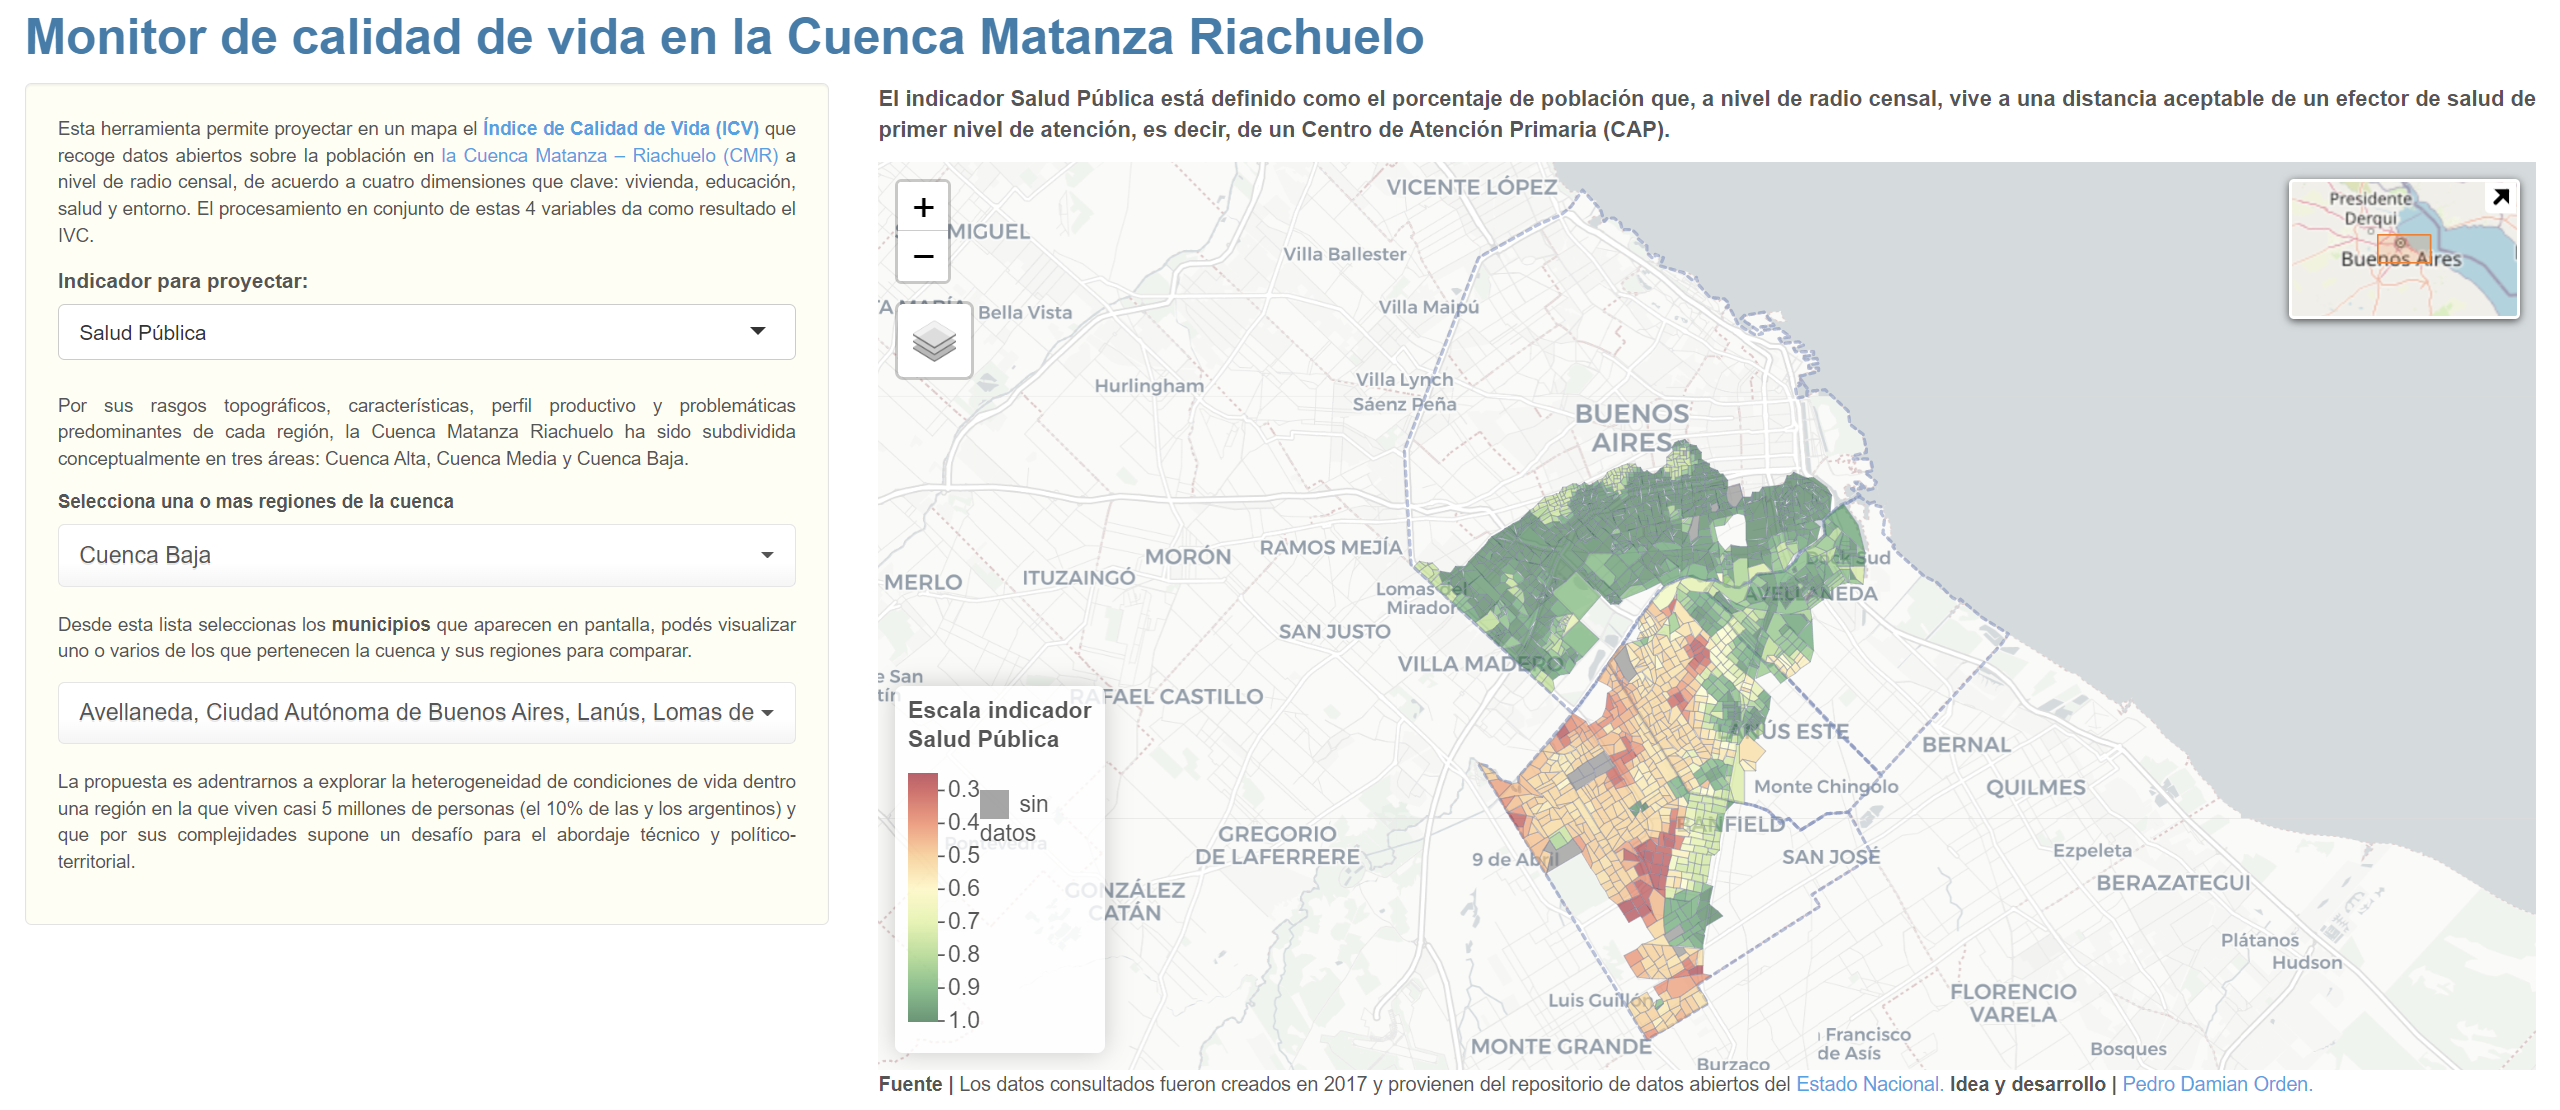 Monitor de calidad de vida en la Cuenca Matanza Riachuelo
Esta herramienta permite proyectar en un mapa el Índice de Calidad de Vida (ICV) que
recoge datos abiertos sobre la población en la Cuenca Matanza – Riachuelo (CMR) a
nivel de radio censal, de acuerdo a cuatro dimensiones que clave: vivienda, educación,
salud y entorno. El procesamiento en conjunto de estas 4 variables da como resultado el
IVC.
Indicador para proyectar:
Salud Pública
Por sus rasgos topográficos, características, perfil productivo y problemáticas
predominantes de cada región, la Cuenca Matanza Riachuelo ha sido subdividida
conceptualmente en tres áreas: Cuenca Alta, Cuenca Media y Cuenca Baja.
Selecciona una o mas regiones de la cuenca
Cuenca Baja
Desde esta lista seleccionas los municipios que aparecen en pantalla, podés visualizar
uno o varios de los que pertenecen la cuenca y sus regiones para comparar.
Avellaneda, Ciudad Autónoma de Buenos Aires, Lanús, Lomas de
La propuesta es adentrarnos a explorar la heterogeneidad de condiciones de vida dentro
una región en la que viven casi 5 millones de personas (el 10% de las y los argentinos) y
que por sus complejidades supone un desafío para el abordaje técnico y político-
territorial.
El indicador Salud Pública está definido como el porcentaje de población que, a nivel de radio censal, vive a una distancia aceptable de un efector de salud de
primer nivel de atención, es decir, de un Centro de Atención Primaria (CAP).
+
−
VICENTE LÓPEZ
MIGUEL
Villa Ballester
TA MARÍA
Bella Vista
Villa Maipú
Hurlingham
Villa Lynch
Sáenz Peña
BUENOS
AIRES
Presidente
Derqui
Buenos Aires
MORÓN
RAMOS MEJÍA
MERLO
ITUZAINGÓ
Lomas del
Mirador
Dock Sud
AVELLANEDA
SAN JUSTO
VILLA MADERO
e San
tín
RAFAEL CASTILLO
LANÚS ESTE
BERNAL
Monte Chingolo
QUILMES
BANFIELD
GREGORIO
DE LAFERRERE
9 de Abril
SAN JOSÉ
Ezpeleta
BERAZATEGUI
GONZÁLEZ
CATÁN
Pontevedra
Plátanos
Hudson
Luis Guillón
FLORENCIO
VARELA
MONTE GRANDE
Francisco
de Asís
Burzaco
Bosques
Escala indicador
Salud Pública
0.3
0.4
0.5
0.6
0.7
0.8
0.9
1.0
sin
datos
Fuente | Los datos consultados fueron creados en 2017 y provienen del repositorio de datos abiertos del Estado Nacional. Idea y desarrollo | Pedro Damian Orden.